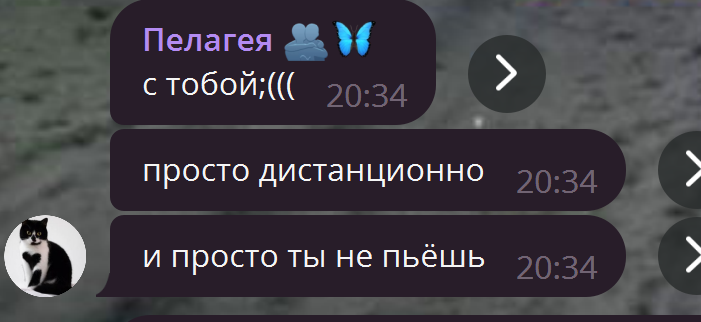 Пелагея 🫂🦋
с тобой;(((
20:34
просто дистанционно
20:34
и просто ты не пьёшь
20:34